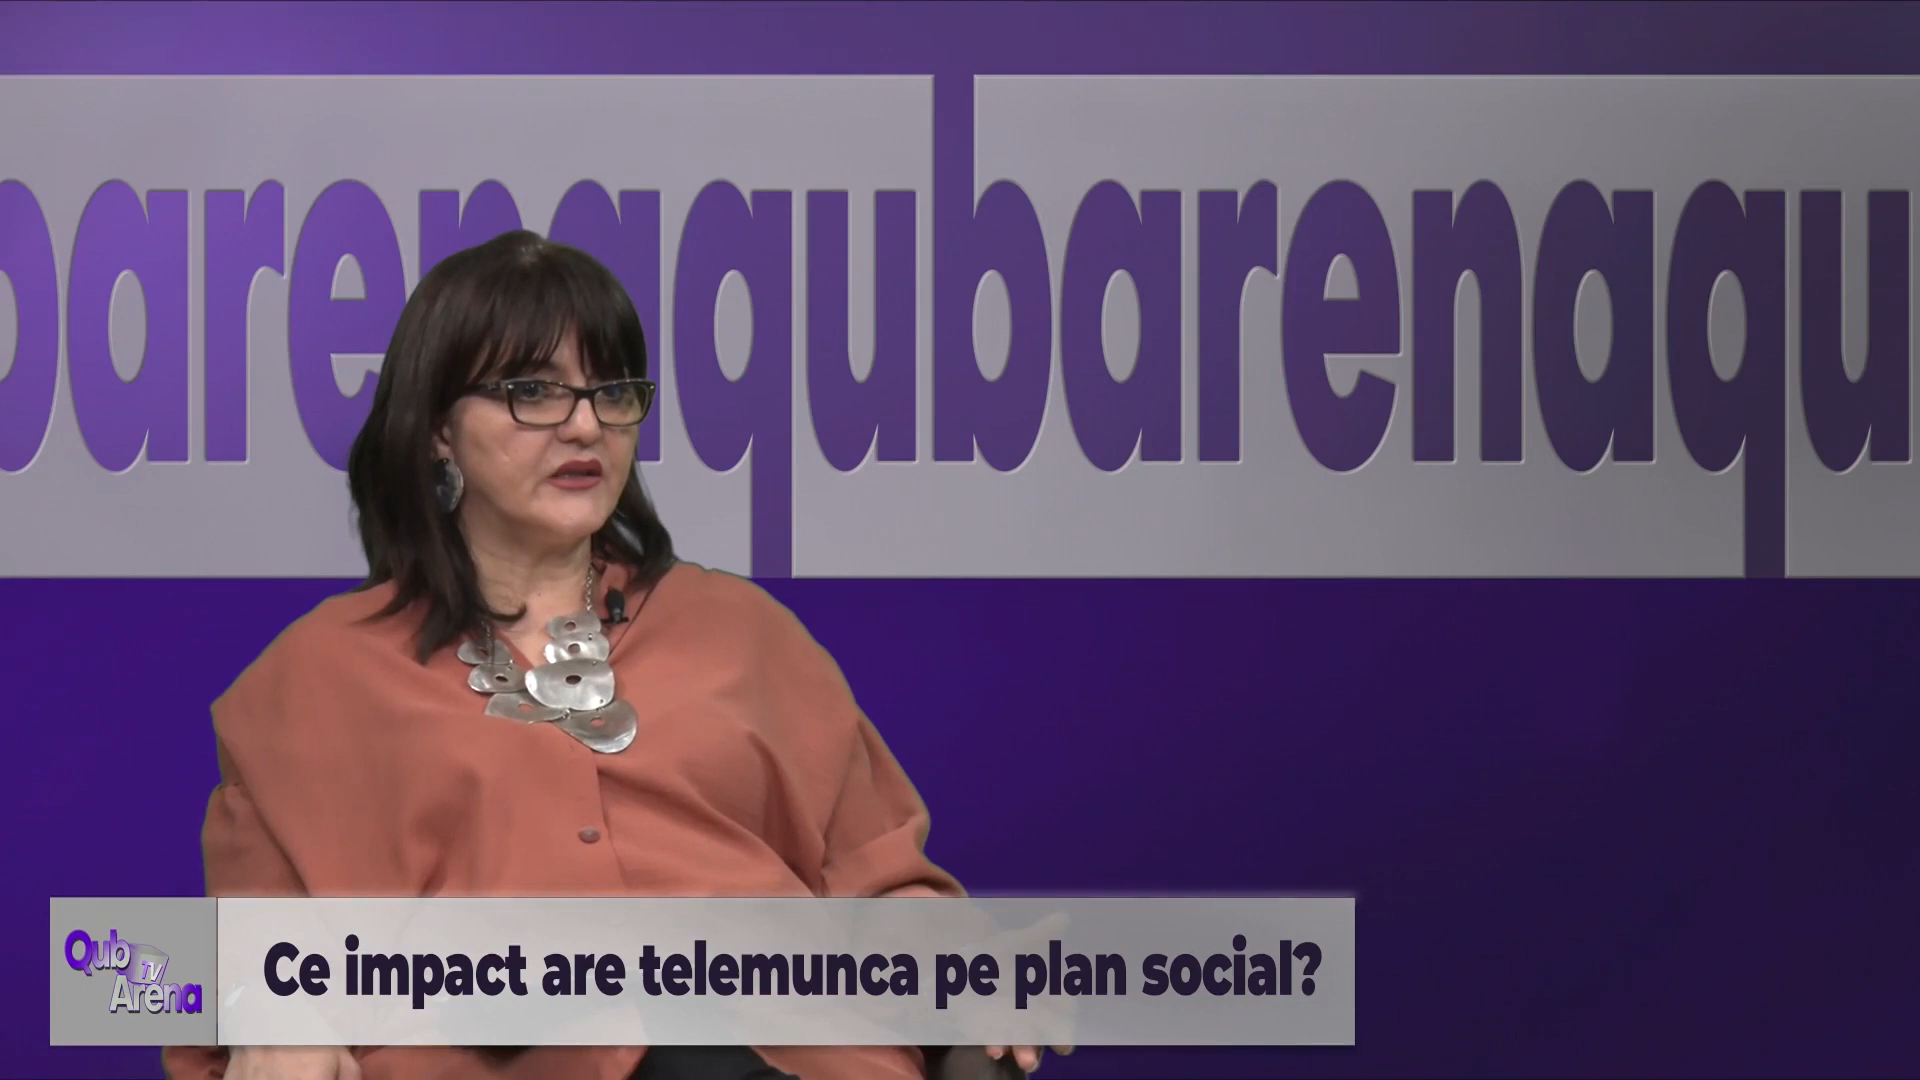 barenaqubarenaqu
Qub
TV
Arena
Ce impact are telemunca pe plan social?